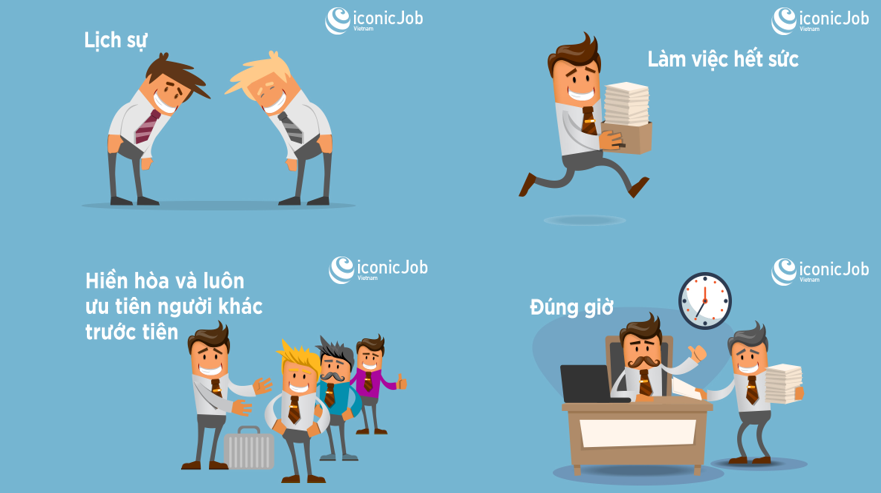 Lịch sự
iconicJob
Vietnam
Làm việc hết sức
iconicJob
Vietnam
Hiền hòa và luôn
ưu tiên người khác
trước tiên
iconicJob
Vietnam
Đúng giờ
iconicJob
Vietnam